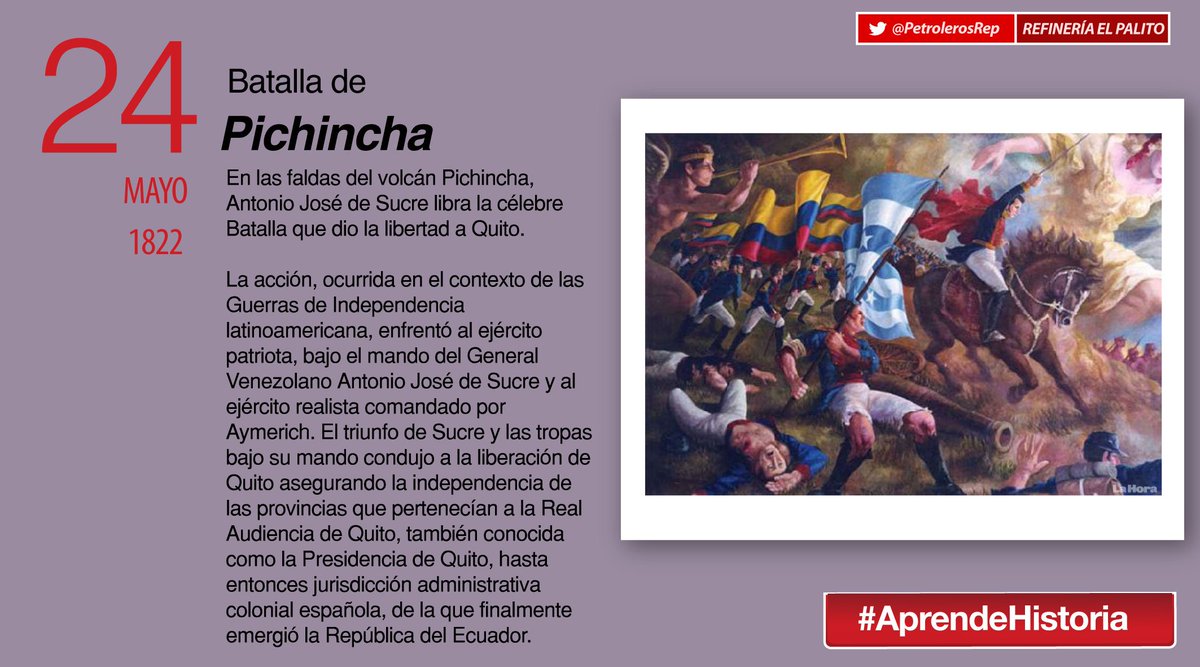 @PetrolerosRep
REFINERÍA EL PALITO
24
MAYO
1822
Batalla de
Pichincha
En las faldas del volcán Pichincha,
Antonio José de Sucre libra la célebre
Batalla que dio la libertad a Quito.
La acción, ocurrida en el contexto de las
Guerras de Independencia
latinoamericana, enfrentó al ejército
patriota, bajo el mando del General
Venezolano Antonio José de Sucre y al
ejército realista comandado por
Aymerich. El triunfo de Sucre y las tropas
bajo su mando condujo a la liberación de
Quito asegurando la independencia de
las provincias que pertenecían a la Real
Audiencia de Quito, también conocida
como la Presidencia de Quito, hasta
entonces jurisdicción administrativa
colonial española, de la que finalmente
emergió la República del Ecuador.
La Hora
#AprendeHistoria